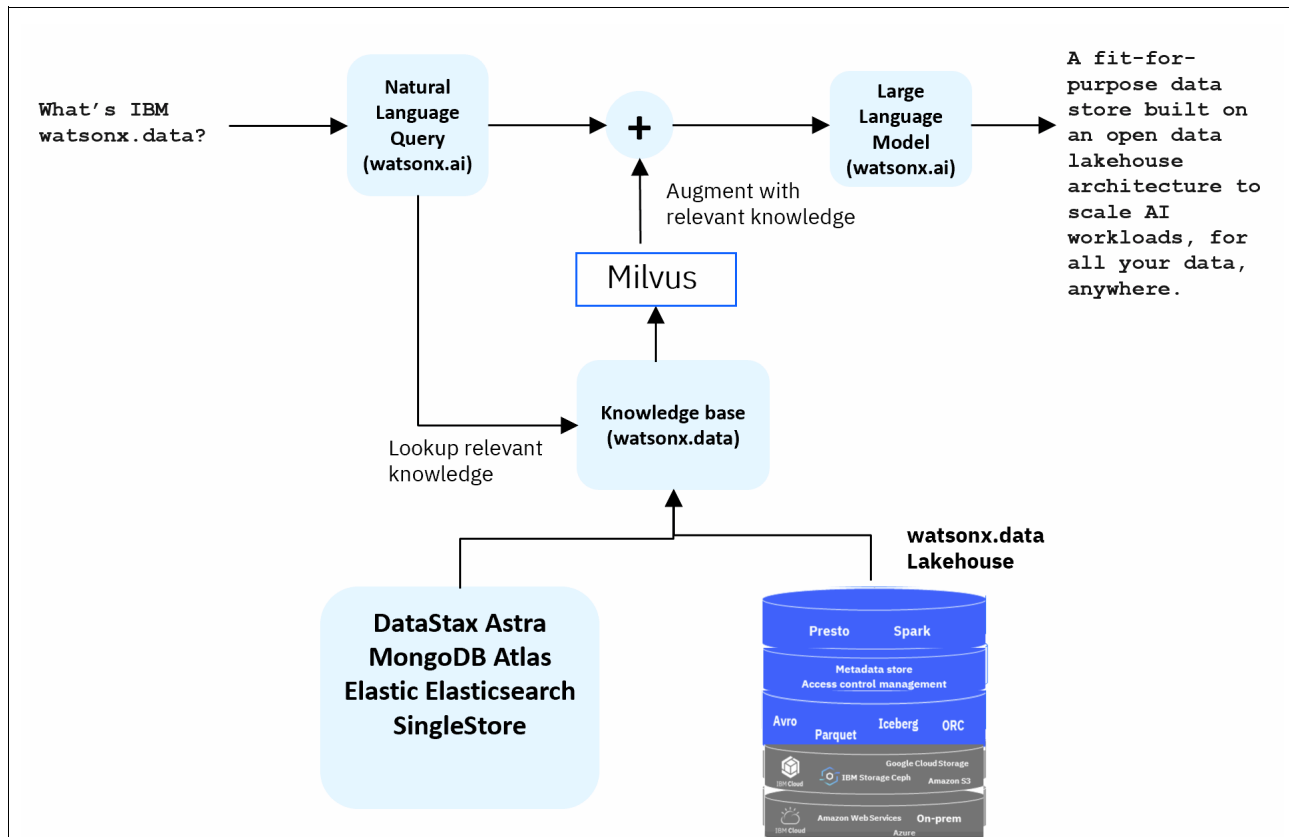 What's IBM
watsonx.data?
Natural
Language
Query
(watsonx.ai)
+
Large
Language
Model
(watsonx.ai)
A fit-for-
purpose data
store built on
an open data
lakehouse
architecture to
scale AI
workloads, for
all your data,
anywhere.
Augment with
relevant knowledge
Milvus
Knowledge base
(watsonx.data)
Lookup relevant
knowledge
watsonx.data
Lakehouse
DataStax Astra
MongoDB Atlas
Elastic Elasticsearch
SingleStore
Presto Spark
Metadata store
Access control management
Avro Parquet Iceberg ORC
Google Cloud Storage
IBM Cloud IBM Storage Ceph Amazon S3
Amazon Web Services On-prem
IBM Cloud Azure